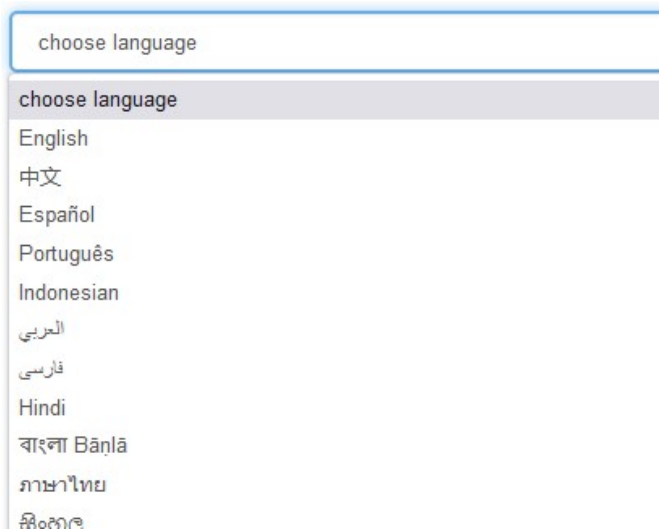 choose language
choose language
English
中文
Español
Português
Indonesian
العربي
فارسی
Hindi
বাংলা Bāṇlā
ภาษาไทย
සිංහල